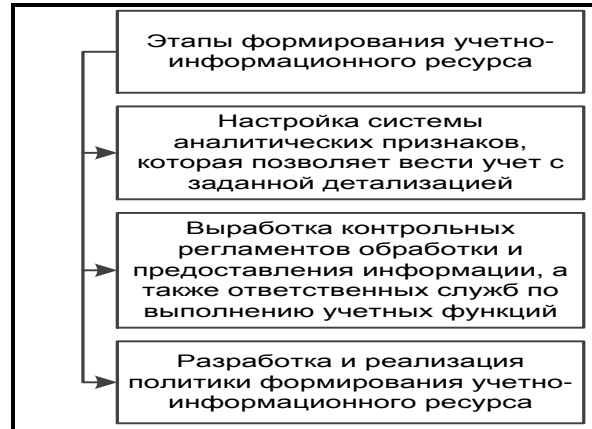 Этапы формирования учетно-
информационного ресурса
Настройка системы
аналитических признаков,
которая позволяет вести учет с
заданной детализацией
Выработка контрольных
регламентов обработки и
предоставления информации, а
также ответственных служб по
выполнению учетных функций
Разработка и реализация
политики формирования учетно-
информационного ресурса